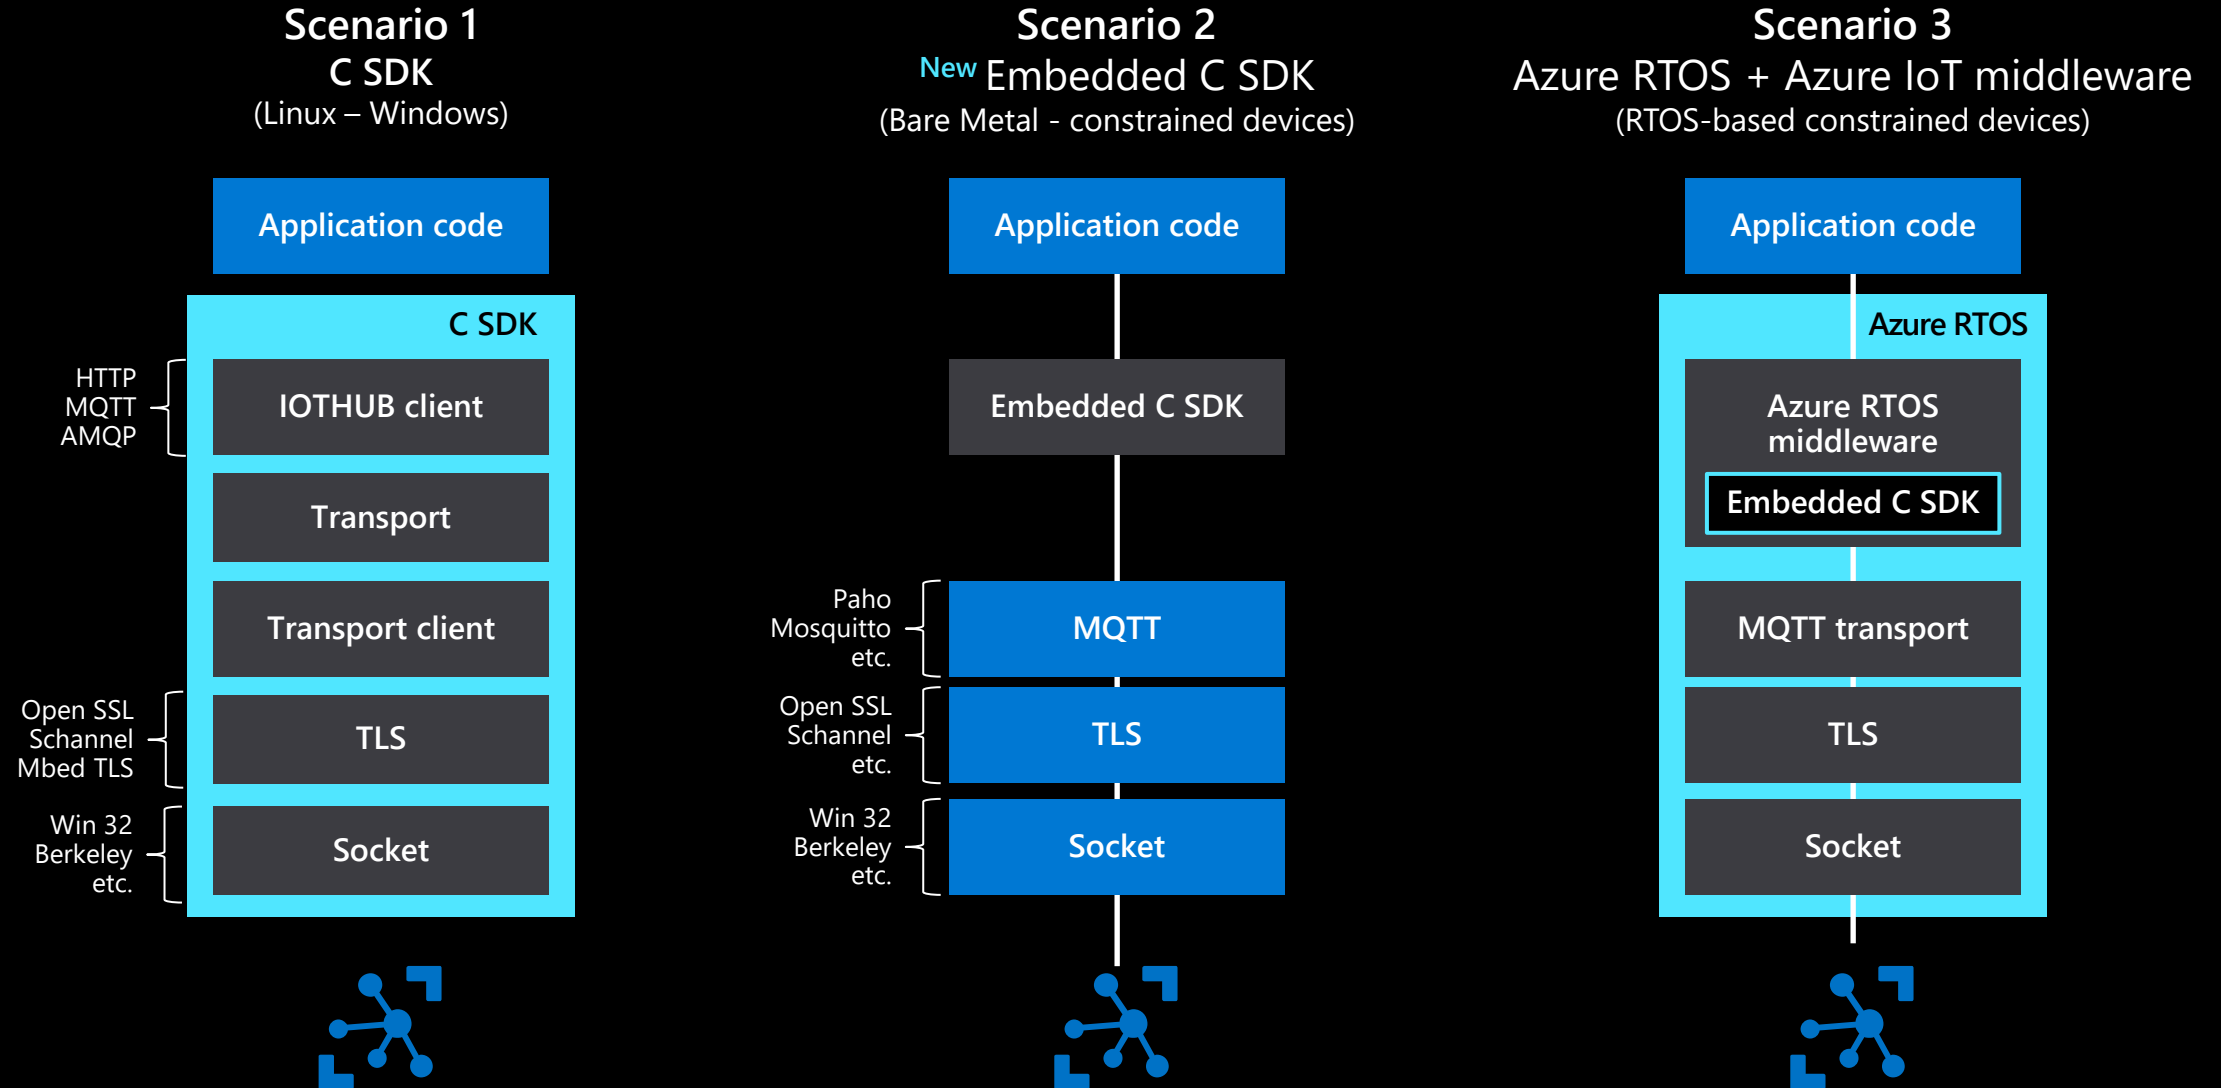 Scenario 1
C SDK
(Linux – Windows)
Application code
C SDK
HTTP
MQTT
AMQP
IOTHUB client
Transport
Transport client
Open SSL
Schannel
Mbed TLS
TLS
Win 32
Berkeley
etc.
Socket
Scenario 2
New Embedded C SDK
(Bare Metal - constrained devices)
Application code
Embedded C SDK
Paho
Mosquitto
etc.
MQTT
Open SSL
Schannel
etc.
TLS
Win 32
Berkeley
etc.
Socket
Scenario 3
Azure RTOS + Azure IoT middleware
(RTOS-based constrained devices)
Application code
Azure RTOS
Azure RTOS
middleware
Embedded C SDK
MQTT transport
TLS
Socket